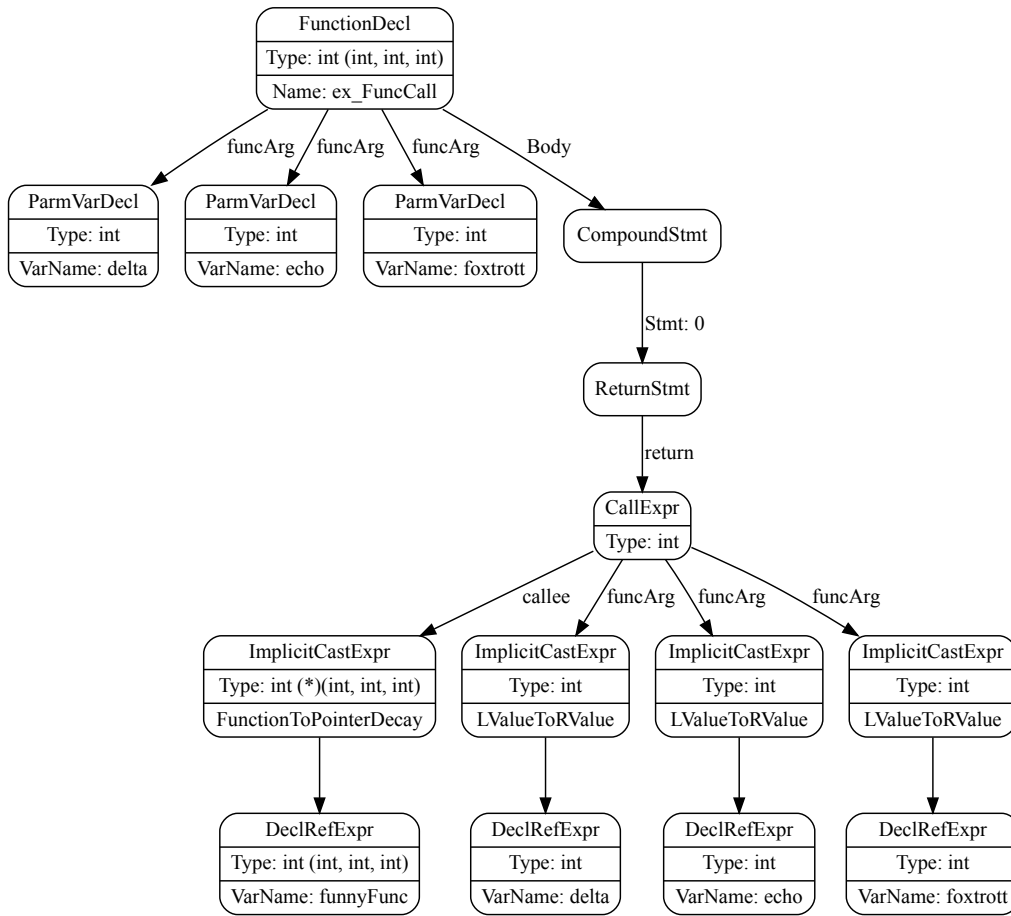 FunctionDecl
Type: int (int, int, int)
Name: ex_FuncCall
funcArg
funcArg
funcArg
Body
ParmVarDecl
Type: int
VarName: delta
ParmVarDecl
Type: int
VarName: echo
ParmVarDecl
Type: int
VarName: foxtrott
CompoundStmt
Stmt: 0
ReturnStmt
return
CallExpr
Type: int
callee
funcArg
funcArg
funcArg
ImplicitCastExpr
Type: int (*)(int, int, int)
FunctionToPointerDecay
ImplicitCastExpr
Type: int
LValueToRValue
ImplicitCastExpr
Type: int
LValueToRValue
ImplicitCastExpr
Type: int
LValueToRValue
DeclRefExpr
Type: int (int, int, int)
VarName: funnyFunc
DeclRefExpr
Type: int
VarName: delta
DeclRefExpr
Type: int
VarName: echo
DeclRefExpr
Type: int
VarName: foxtrott